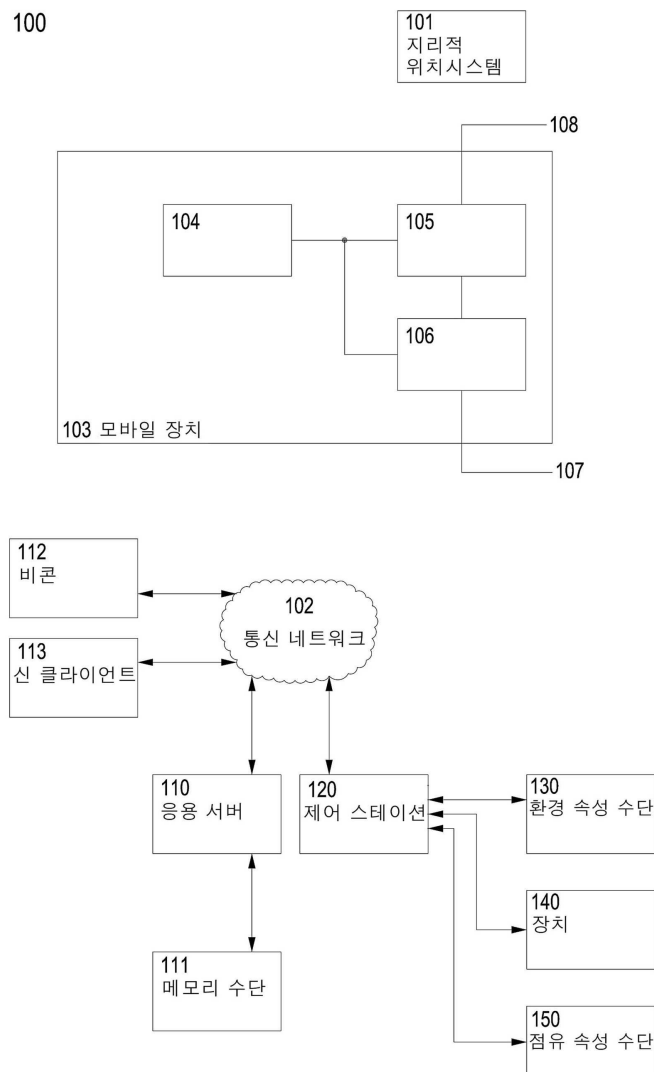 100
101
지리적
위치시스템
108
104
105
106
103 모바일 장치
107
112
비콘
102
통신 네트워크
113
신 클라이언트
110
응용 서버
120
제어 스테이션
130
환경 속성 수단
140
장치
111
메모리 수단
150
점유 속성 수단